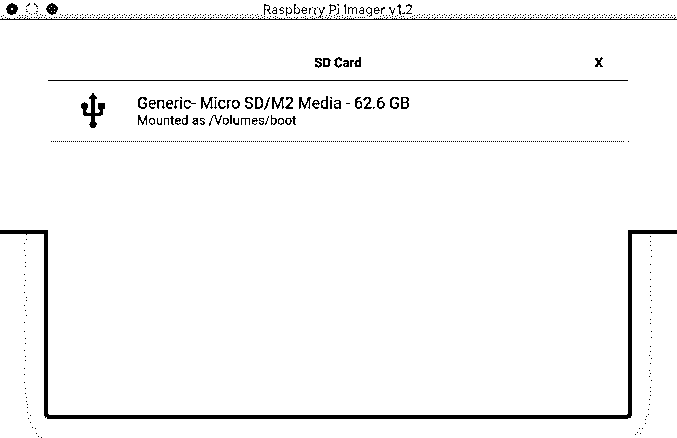 Raspberry Pi Imager v1.2
SD Card
X
Generic- Micro SD/M2 Media - 62.6 GB
Mounted as /Volumes/boot